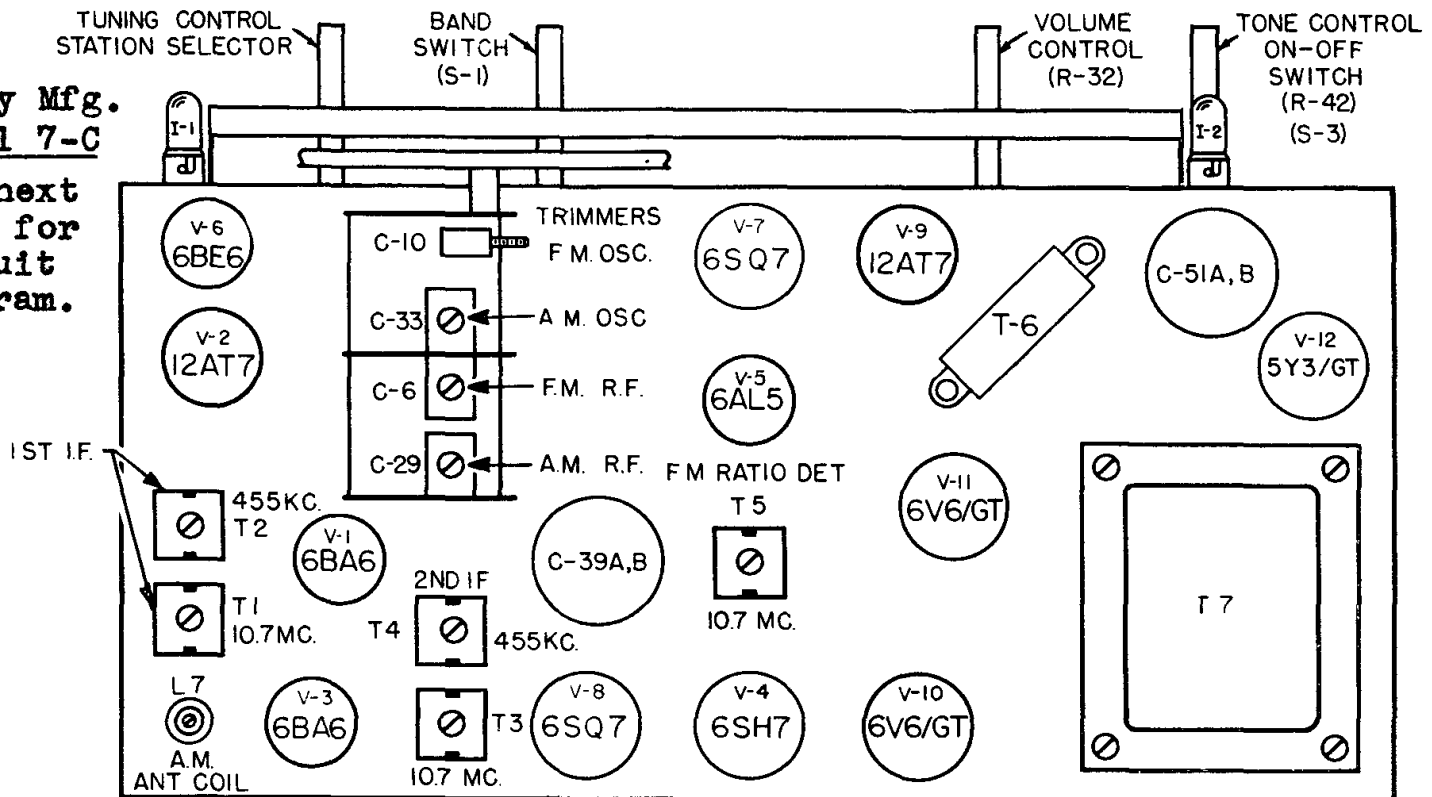 TUNING CONTROL
STATION SELECTOR
BAND
SWITCH
(S-1)
VOLUME
CONTROL
(R-32)
TONE CONTROL
ON-OFF
SWITCH
(R-42)
(S-3)
y Mfg.
l 7-C
next
for
uit
ram.
I-1
I-2
V-6
6BE6
C-10
TRIMMERS
F M. OSC.
V-7
6SQ7
V-9
12AT7
C-51A, B
V-2
12AT7
C-33
A M. OSC
T-6
V-12
5Y3/GT
C-6
F.M. R.F.
V-5
6AL5
1ST I.F.
C-29
A.M. R.F.
FM RATIO DET
T5
10.7 MC.
V-11
6V6/GT
455KC.
T2
V-1
6BA6
C-39A,B
T1
10.7MC.
2ND IF
T4
455KC.
T7
L7
A.M.
ANT COIL
V-3
6BA6
T3
10.7 MC.
V-8
6SQ7
V-4
6SH7
V-10
6V6/GT